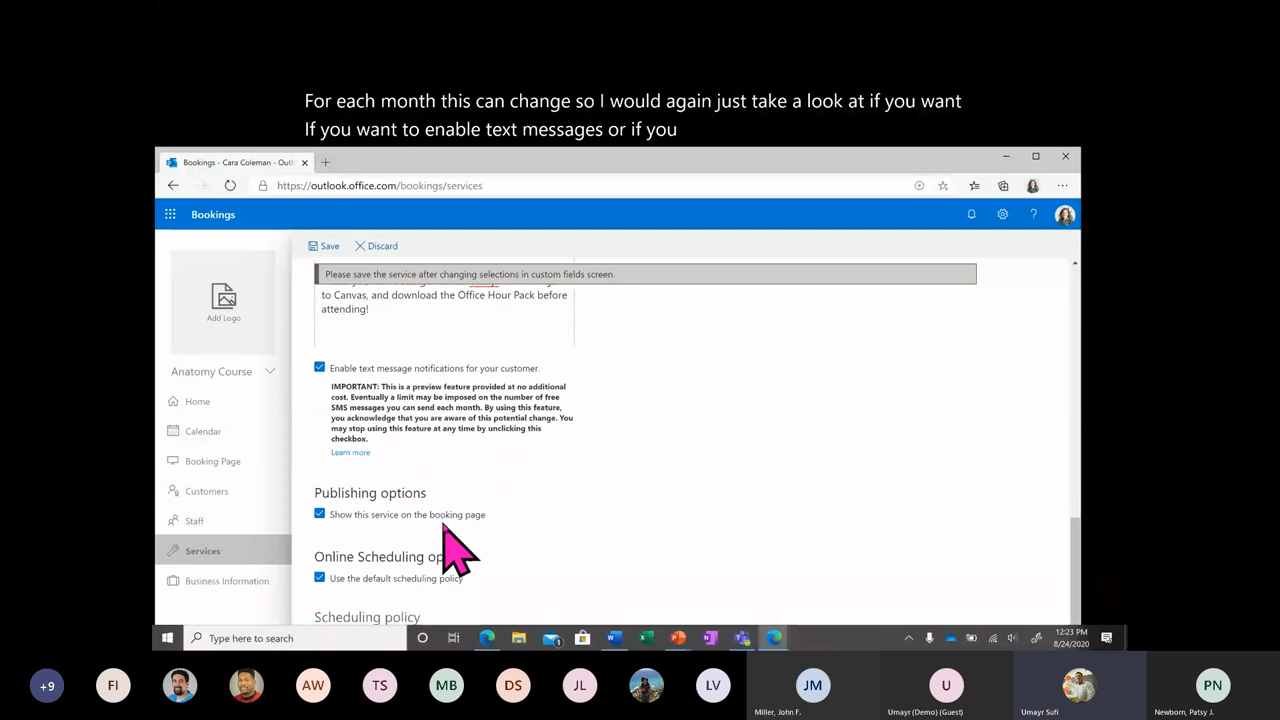 For each month this can change so I would again just take a look at if you want
If you want to enable text messages or if you
Bookings - Cara Coleman - Outl
https://outlook.office.com/bookings/services
Bookings
Save Discard
Please save the service after changing selections in custom fields screen.
to Canvas, and download the Office Hour Pack before
attending!
Add Logo
Anatomy Course
Home
Calendar
Booking Page
Customers
Staff
Services
Business Information
Enable text message notifications for your customer.
IMPORTANT: This is a preview feature provided at no additional
cost. Eventually a limit may be imposed on the number of free
SMS messages you can send each month. By using this feature,
you acknowledge that you are aware of this potential change. You
may stop using this feature at any time by unclicking this
checkbox.
Learn more
Publishing options
Show this service on the booking page
Online Scheduling op
Use the default scheduling policy
Scheduling policy
Type here to search
12:23 PM
8/24/2020
+9 FI AW TS MB DS JL LV JM U PN
Miller, John F. Umayr (Demo) (Guest) Umayr Sufi Newborn, Patsy J.